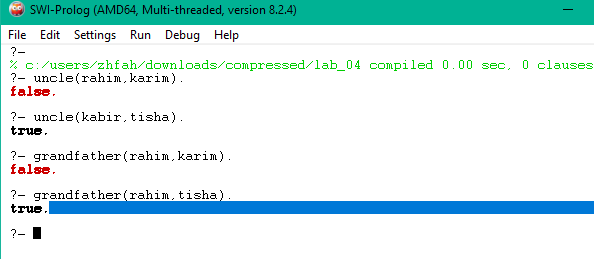 SWI-Prolog (AMD64, Multi-threaded, version 8.2.4)
File Edit Settings Run Debug Help
?-
% c:/users/zhfah/downloads/compressed/lab_04 compiled 0.00 sec, 0 clauses
?- uncle(rahim,karim).
false.
?- uncle(kabir,tisha).
true.
?- grandfather(rahim,karim).
false.
?- grandfather(rahim,tisha).
true.
?-